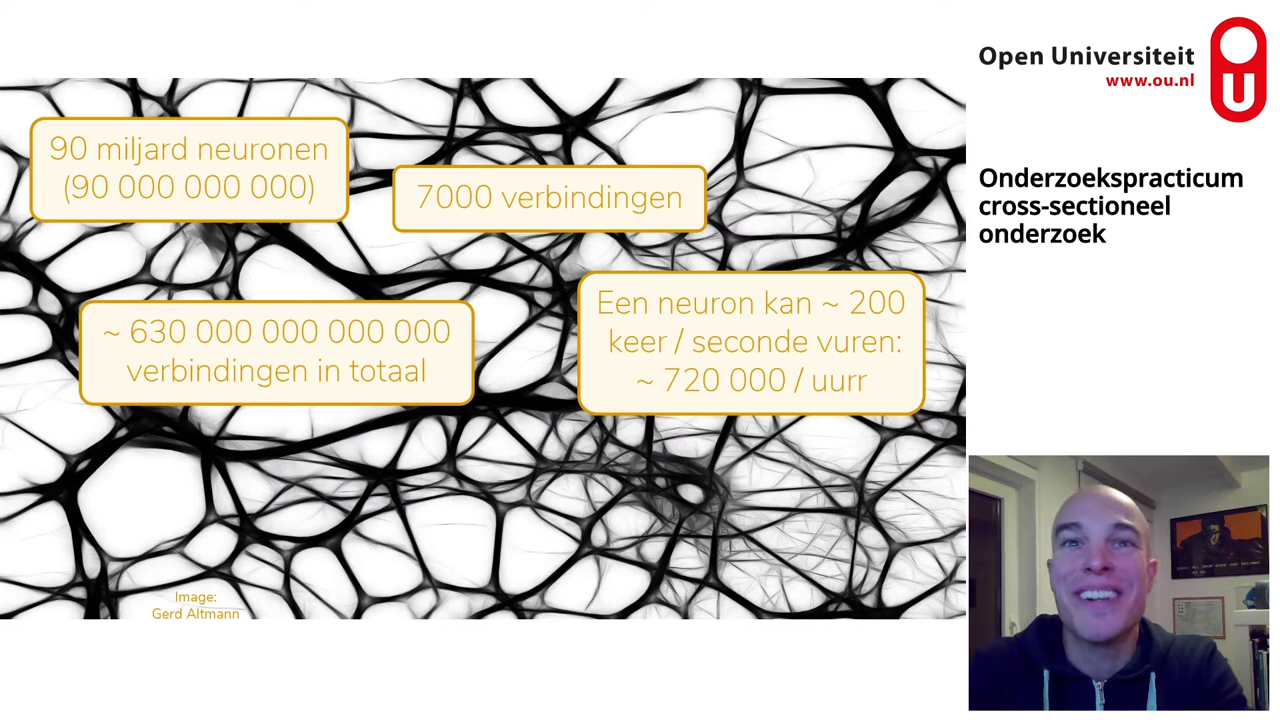 90 miljard neuronen
(90 000 000 000)
7000 verbindingen
~ 630 000 000 000 000
verbindingen in totaal
Een neuron kan ~ 200
keer / seconde vuren:
~ 720 000 / uurr
Image:
Gerd Altmann
Open Universiteit
www.ou.nl
U
Onderzoekspracticum
cross-sectioneel
onderzoek